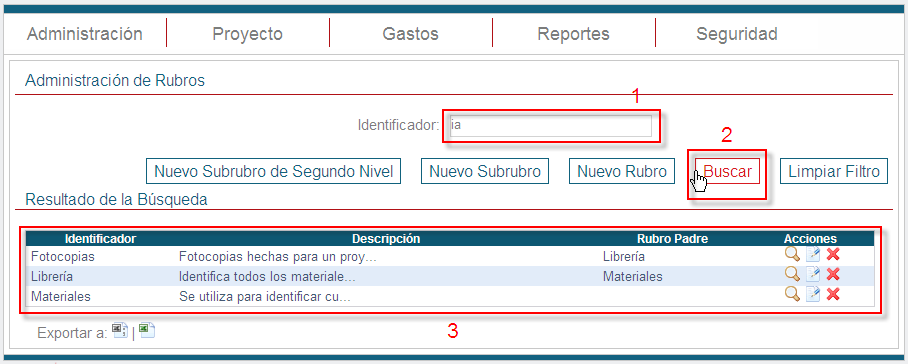 Administración Proyecto Gastos Reportes Seguridad
Administración de Rubros
1
Identificador: ia
2
Nuevo Subrubro de Segundo Nivel Nuevo Subrubro Nuevo Rubro Buscar Limpiar Filtro
Resultado de la Búsqueda
Identificador Descripción Rubro Padre Acciones
Fotocopias Fotocopias hechas para un proy... Librería
Librería Identifica todos los materiale... Materiales
Materiales Se utiliza para identificar cu...
Exportar a: | 3